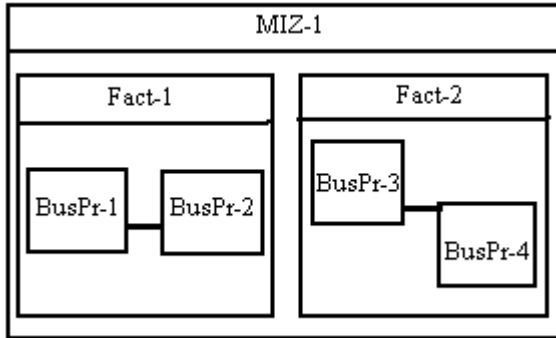 MIZ-1
Fact-1
Fact-2
BusPr-1
BusPr-2
BusPr-3
BusPr-4